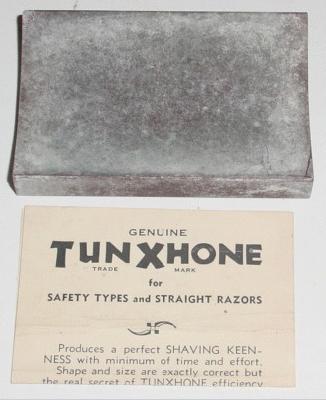 GENUINE
TUNXHONE
TRADE MARK
for
SAFETY TYPES and STRAIGHT RAZORS
Produces a perfect SHAVING KEEN-
NESS with minimum of time and effort.
Shape and size are exactly correct but
the real secret of TUNXHONE efficiency